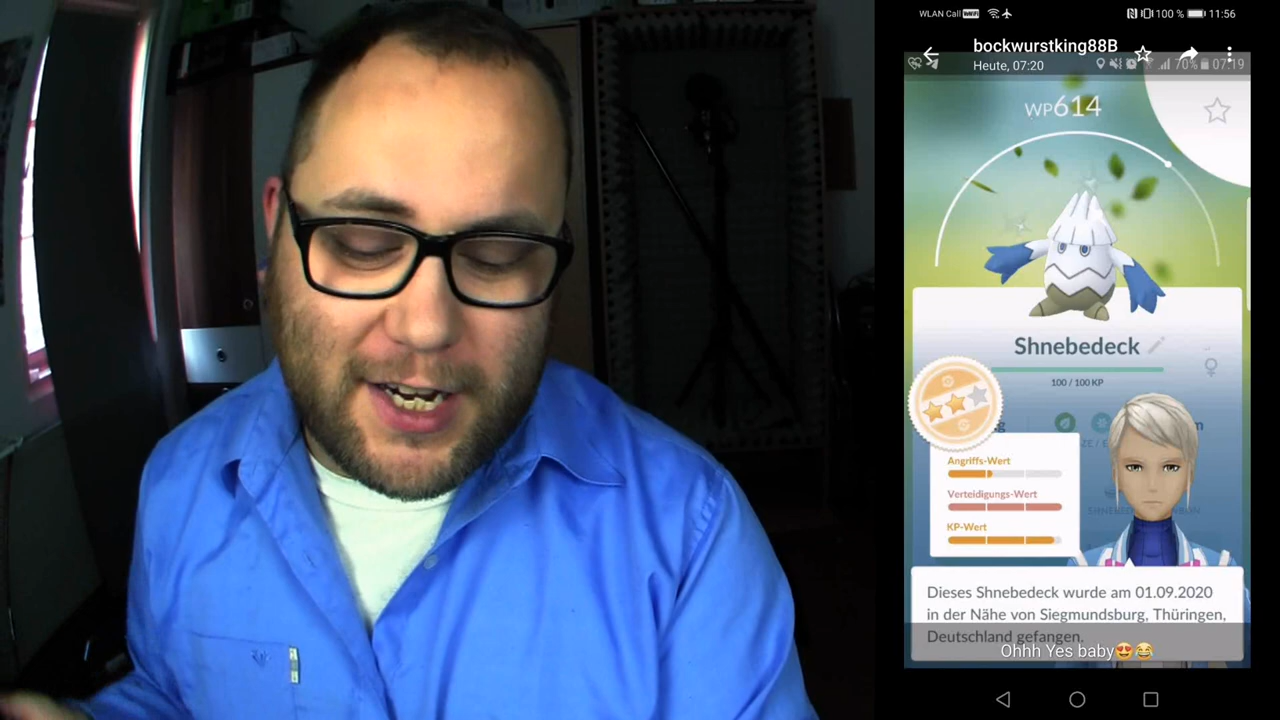 WLAN Call VoWiFi
100 % 11:56
bockwurstking88B
Heute, 07:20
70% 07:19
WP614
Shnebedeck
100 / 100 KP
Angriffs-Wert
Verteidigungs-Wert
KP-Wert
Dieses Shnebedeck wurde am 01.09.2020
in der Nähe von Siegmundsburg, Thüringen,
Deutschland gefangen.
Ohhh Yes baby😍😂